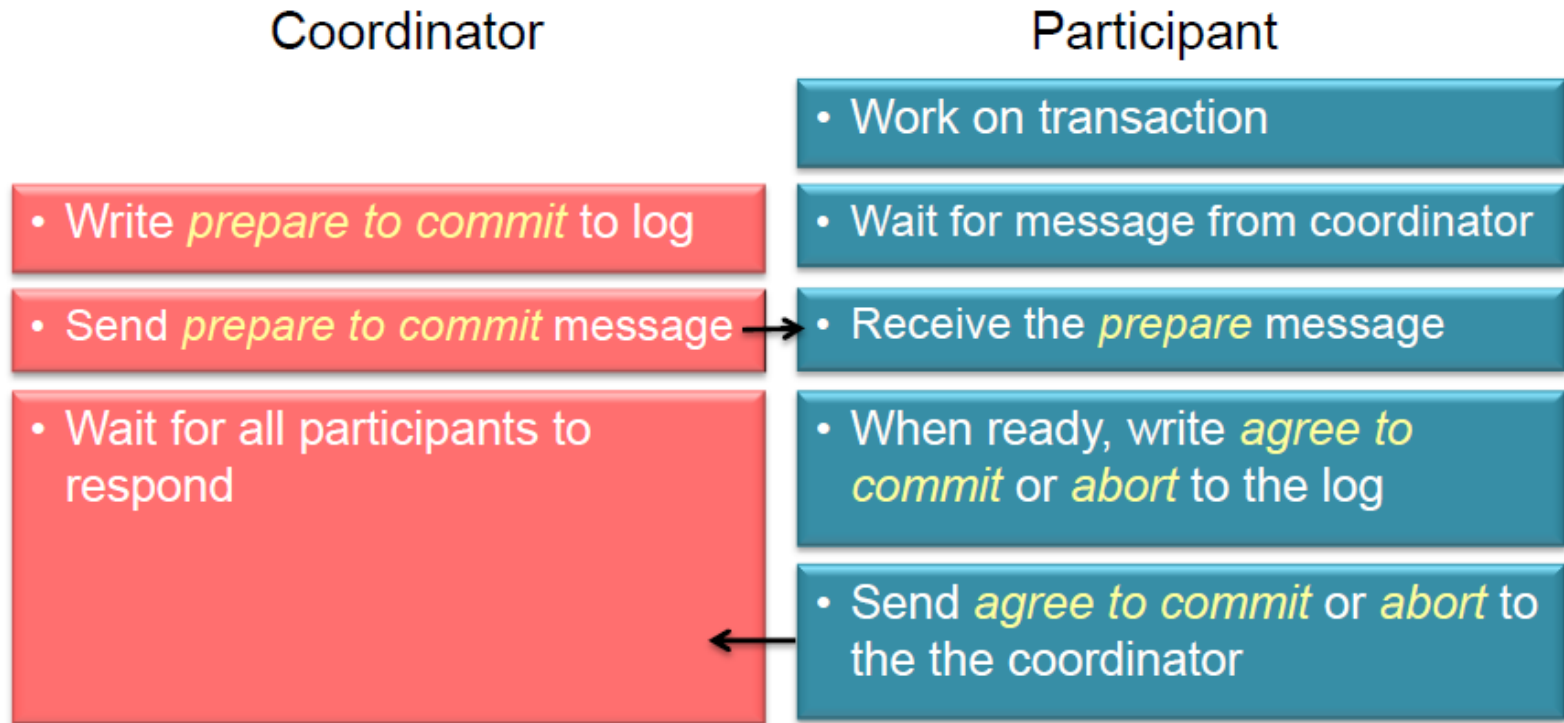 Coordinator
Participant
• Work on transaction
• Write prepare to commit to log
• Wait for message from coordinator
• Send prepare to commit message
• Receive the prepare message
• Wait for all participants to
respond
• When ready, write agree to
commit or abort to the log
• Send agree to commit or abort to
the the coordinator